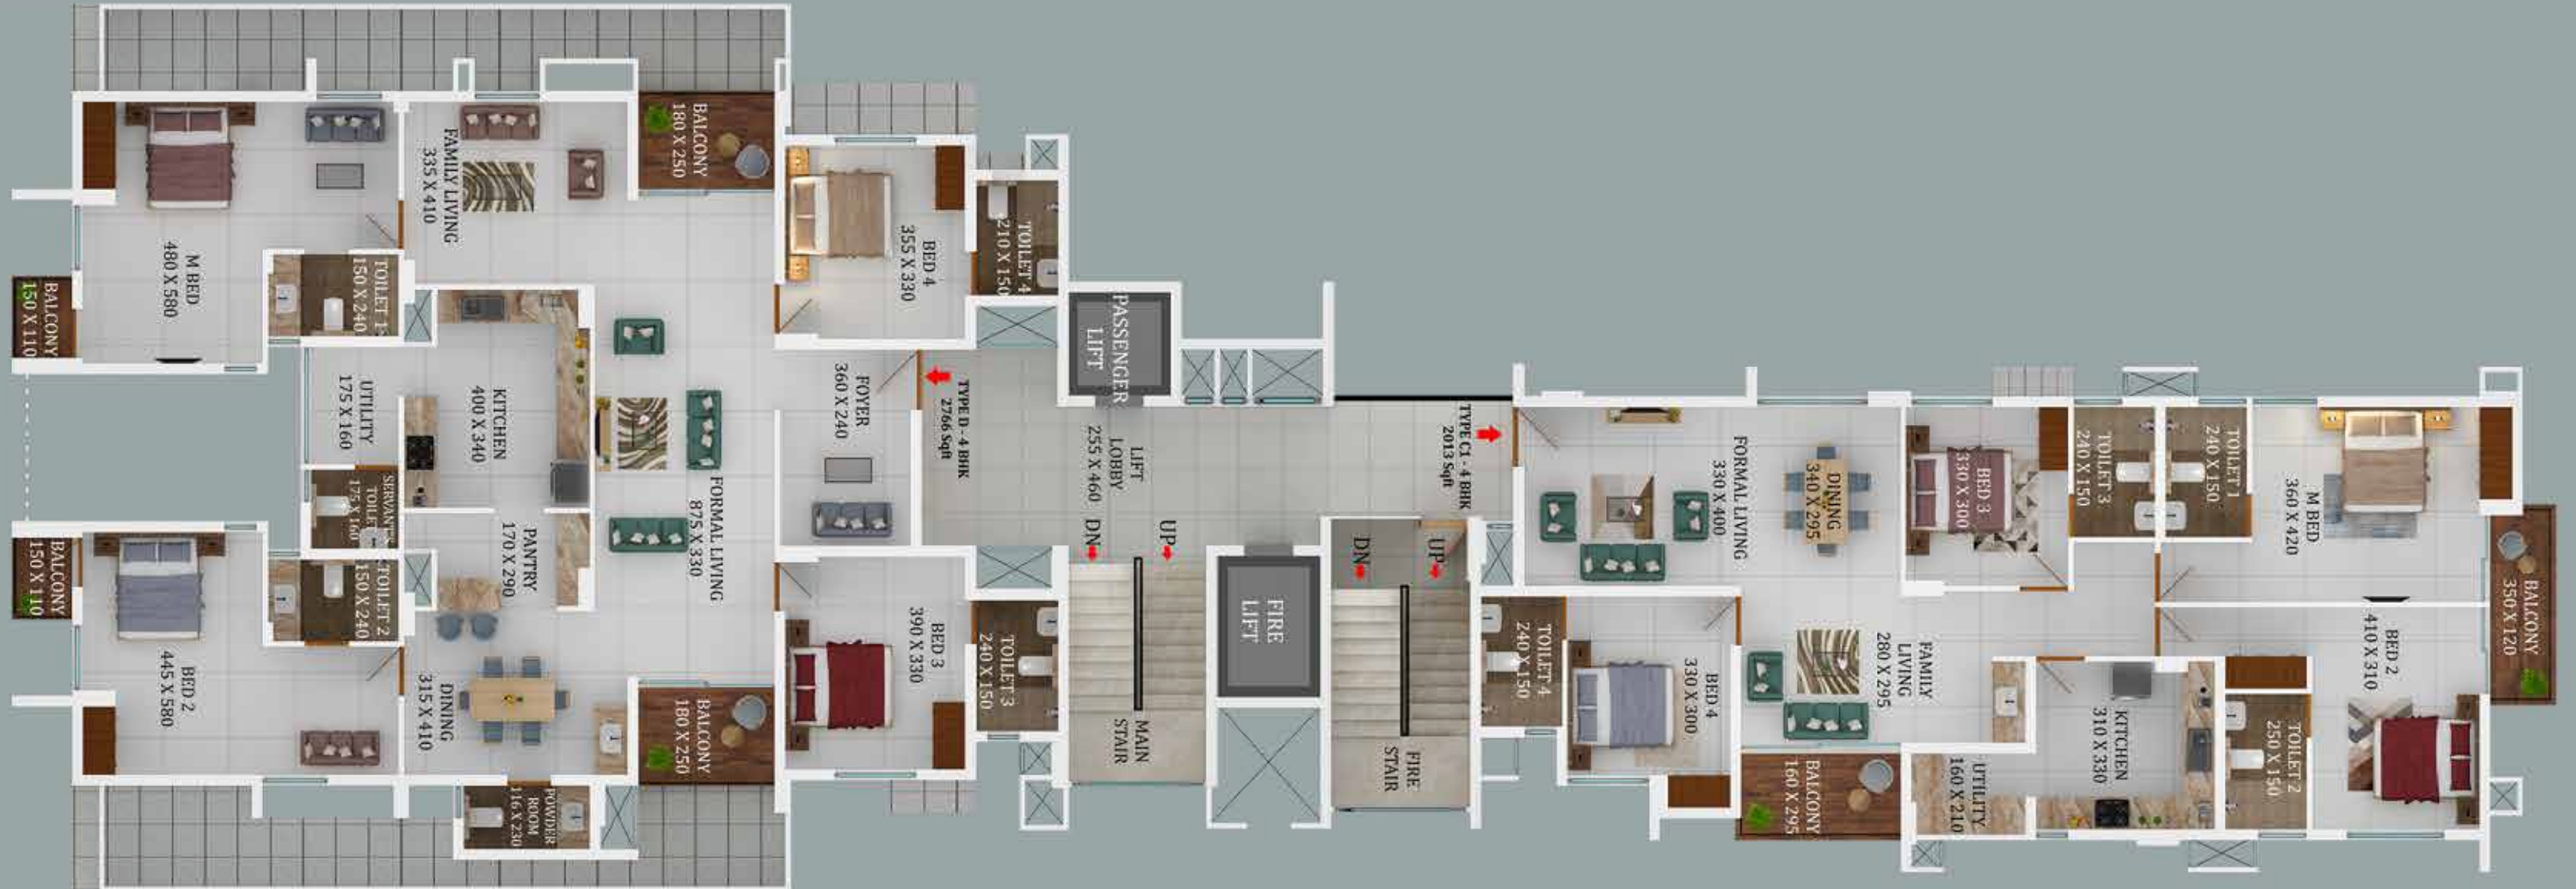 BALCONY
180 X 250
FAMILY LIVING
335 X 410
M BED
480 X 580
TOILET 1
150 X 240
BALCONY
150 X 110
BED 4
355 X 330
TOILET 4
210 X 150
PASSENGER
LIFT
UTILITY
175 X 160
KITCHEN
400 X 340
FOYER
360 X 240
TYPE D - 4 BHK
2766 Sqft
LIFT
LOBBY
255 X 460
DN
UP
SERVANT'S
TOILET
175 X 160
PANTRY
170 X 290
FORMAL LIVING
875 X 330
BALCONY
150 X 110
TOILET 2
150 X 240
BED 2
445 X 580
DINING
315 X 410
BALCONY
180 X 250
POWDER
ROOM
116 X 230
BED 3
390 X 330
TOILET 3
240 X 150
MAIN
STAIR
FIRE
LIFT
DN
UP
FIRE
STAIR
TYPE C1 - 4 BHK
2013 Sqft
FORMAL LIVING
330 X 400
DINING
340 X 295
BED 3
330 X 300
TOILET 3
240 X 150
TOILET 1
240 X 150
M BED
360 X 420
BALCONY
350 X 120
TOILET 4
240 X 150
BED 4
330 X 300
FAMILY
LIVING
280 X 295
BALCONY
160 X 295
UTILITY
160 X 210
KITCHEN
310 X 330
TOILET 2
250 X 150
BED 2
410 X 310